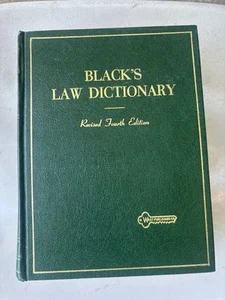 BLACK'S
LAW DICTIONARY
Revised Fourth Edition